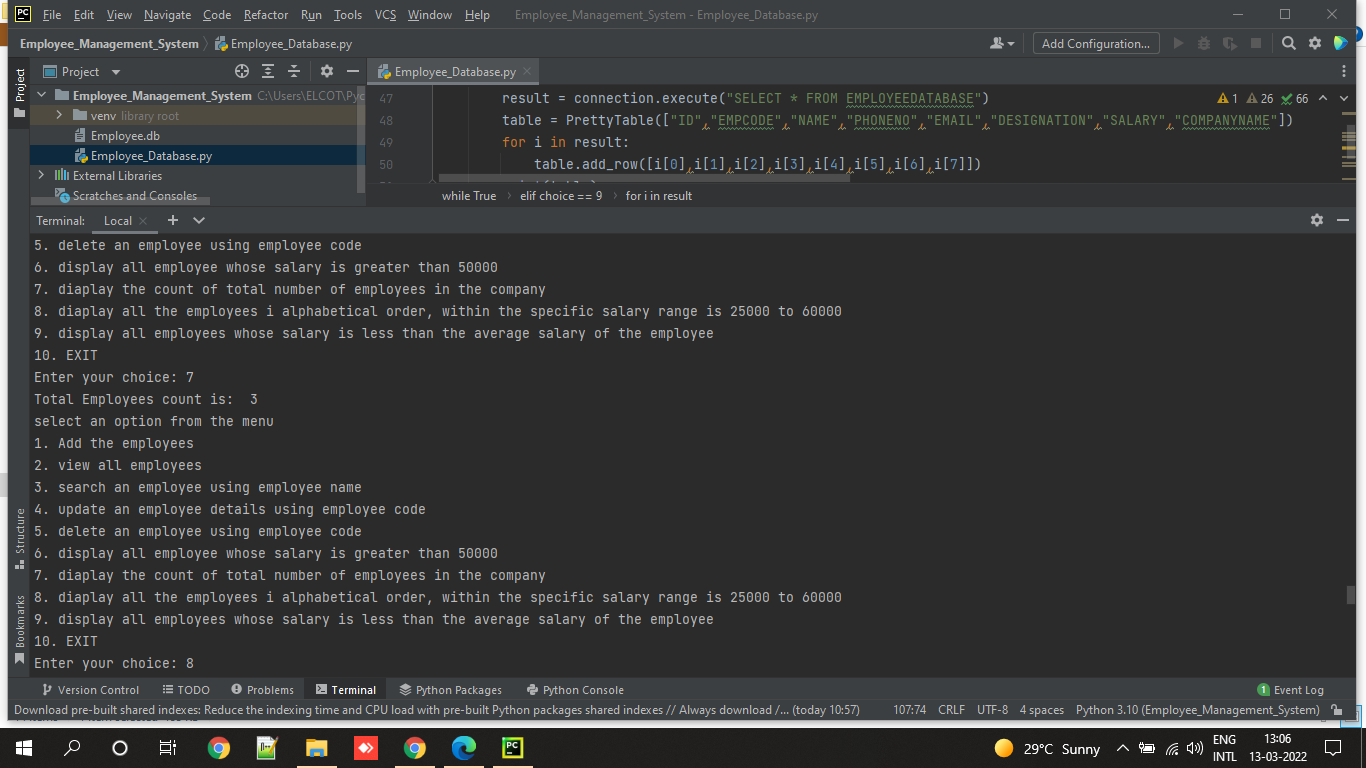 PC File Edit View Navigate Code Refactor Run Tools VCS Window Help Employee_Management_System - Employee_Database.py
Employee_Management_System Employee_Database.py Add Configuration...
Project Employee_Database.py
Project
Employee_Management_System C:\Users\ELCOT\Pyc
venv library root
Employee.db
Employee_Database.py
External Libraries
Scratches and Consoles
1 26 66
47 result = connection.execute("SELECT * FROM EMPLOYEEDATABASE")
48 table = PrettyTable(["ID","EMPCODE","NAME","PHONENO","EMAIL","DESIGNATION","SALARY","COMPANYNAME"])
49 for i in result:
50 table.add_row([i[0],i[1],i[2],i[3],i[4],i[5],i[6],i[7]])
while True elif choice == 9 for i in result
Terminal: Local
5. delete an employee using employee code
6. display all employee whose salary is greater than 50000
7. diaplay the count of total number of employees in the company
8. diaplay all the employees i alphabetical order, within the specific salary range is 25000 to 60000
9. display all employees whose salary is less than the average salary of the employee
10. EXIT
Enter your choice: 7
Total Employees count is:  3
select an option from the menu
1. Add the employees
2. view all employees
3. search an employee using employee name
4. update an employee details using employee code
5. delete an employee using employee code
6. display all employee whose salary is greater than 50000
7. diaplay the count of total number of employees in the company
8. diaplay all the employees i alphabetical order, within the specific salary range is 25000 to 60000
9. display all employees whose salary is less than the average salary of the employee
10. EXIT
Enter your choice: 8
Structure
Bookmarks
Version Control TODO Problems Terminal Python Packages Python Console 1 Event Log
Download pre-built shared indexes: Reduce the indexing time and CPU load with pre-built Python packages shared indexes // Always download /... (today 10:57) 107:74 CRLF UTF-8 4 spaces Python 3.10 (Employee_Management_System)
29°C Sunny ENG INTL 13:06 13-03-2022